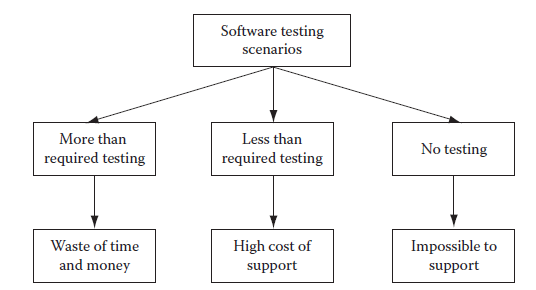 Software testing
scenarios
More than
required testing
Less than
required testing
No testing
Waste of time
and money
High cost of
support
Impossible to
support